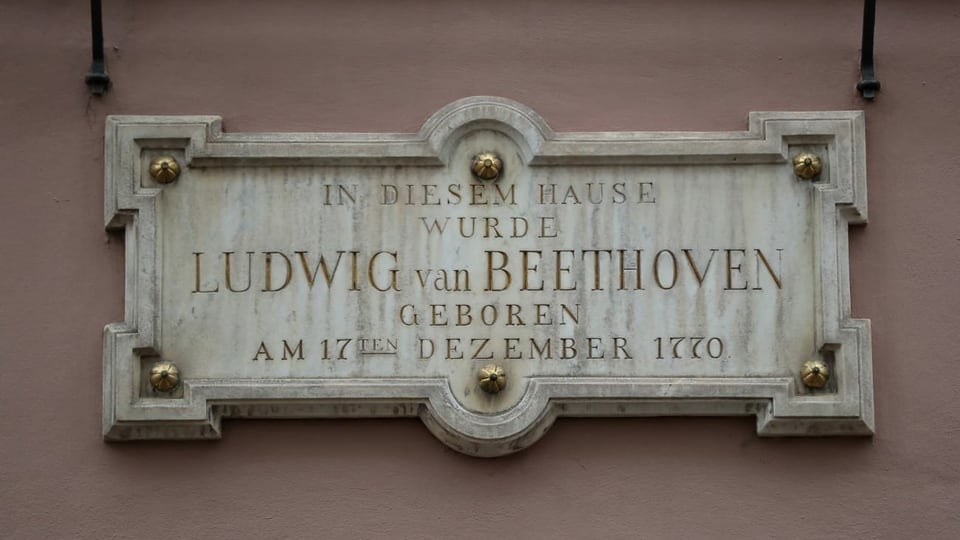 IN DIESEM HAUSE
WURDE
LUDWIG van BEETHOVEN
GEBOREN
AM 17TEN DEZEMBER 1770.